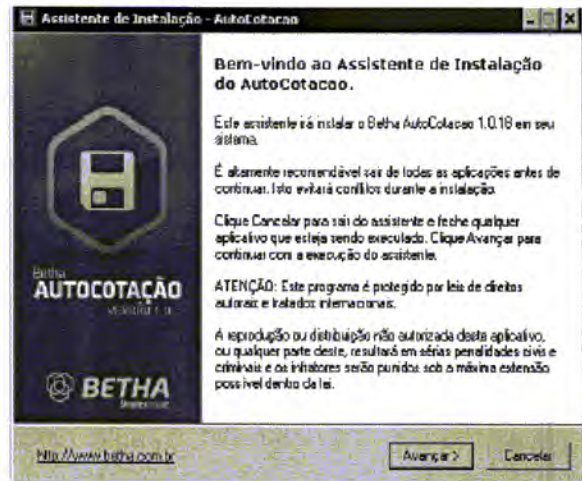 Assistente de Instalação - AutoCotacao
Bem-vindo ao Assistente de Instalação
do AutoCotacao.
Este assistente irá instalar o Betha AutoCotacao 1.0.18 em seu
sistema.
É altamente recomendável sair de todas as aplicações antes de
continuar. Isto evitará conflitos durante a instalação.
Clique Cancelar para sair do assistente e feche qualquer
aplicativo que esteja sendo executado. Clique Avançar para
continuar com a execução do assistente.
Betha
AUTOCOTAÇÃO
ATENÇÃO: Este programa é protegido por leis de direitos
autorais e tratados internacionais.
A reprodução ou distribuição não autorizada deste aplicativo,
ou qualquer parte deste, resultará em sérias penalidades civis e
criminais e os infratores serão punidos sob a máxima extensão
possível dentro da lei.
BETHA
http://www.betha.com.br
Avançar >
Cancelar